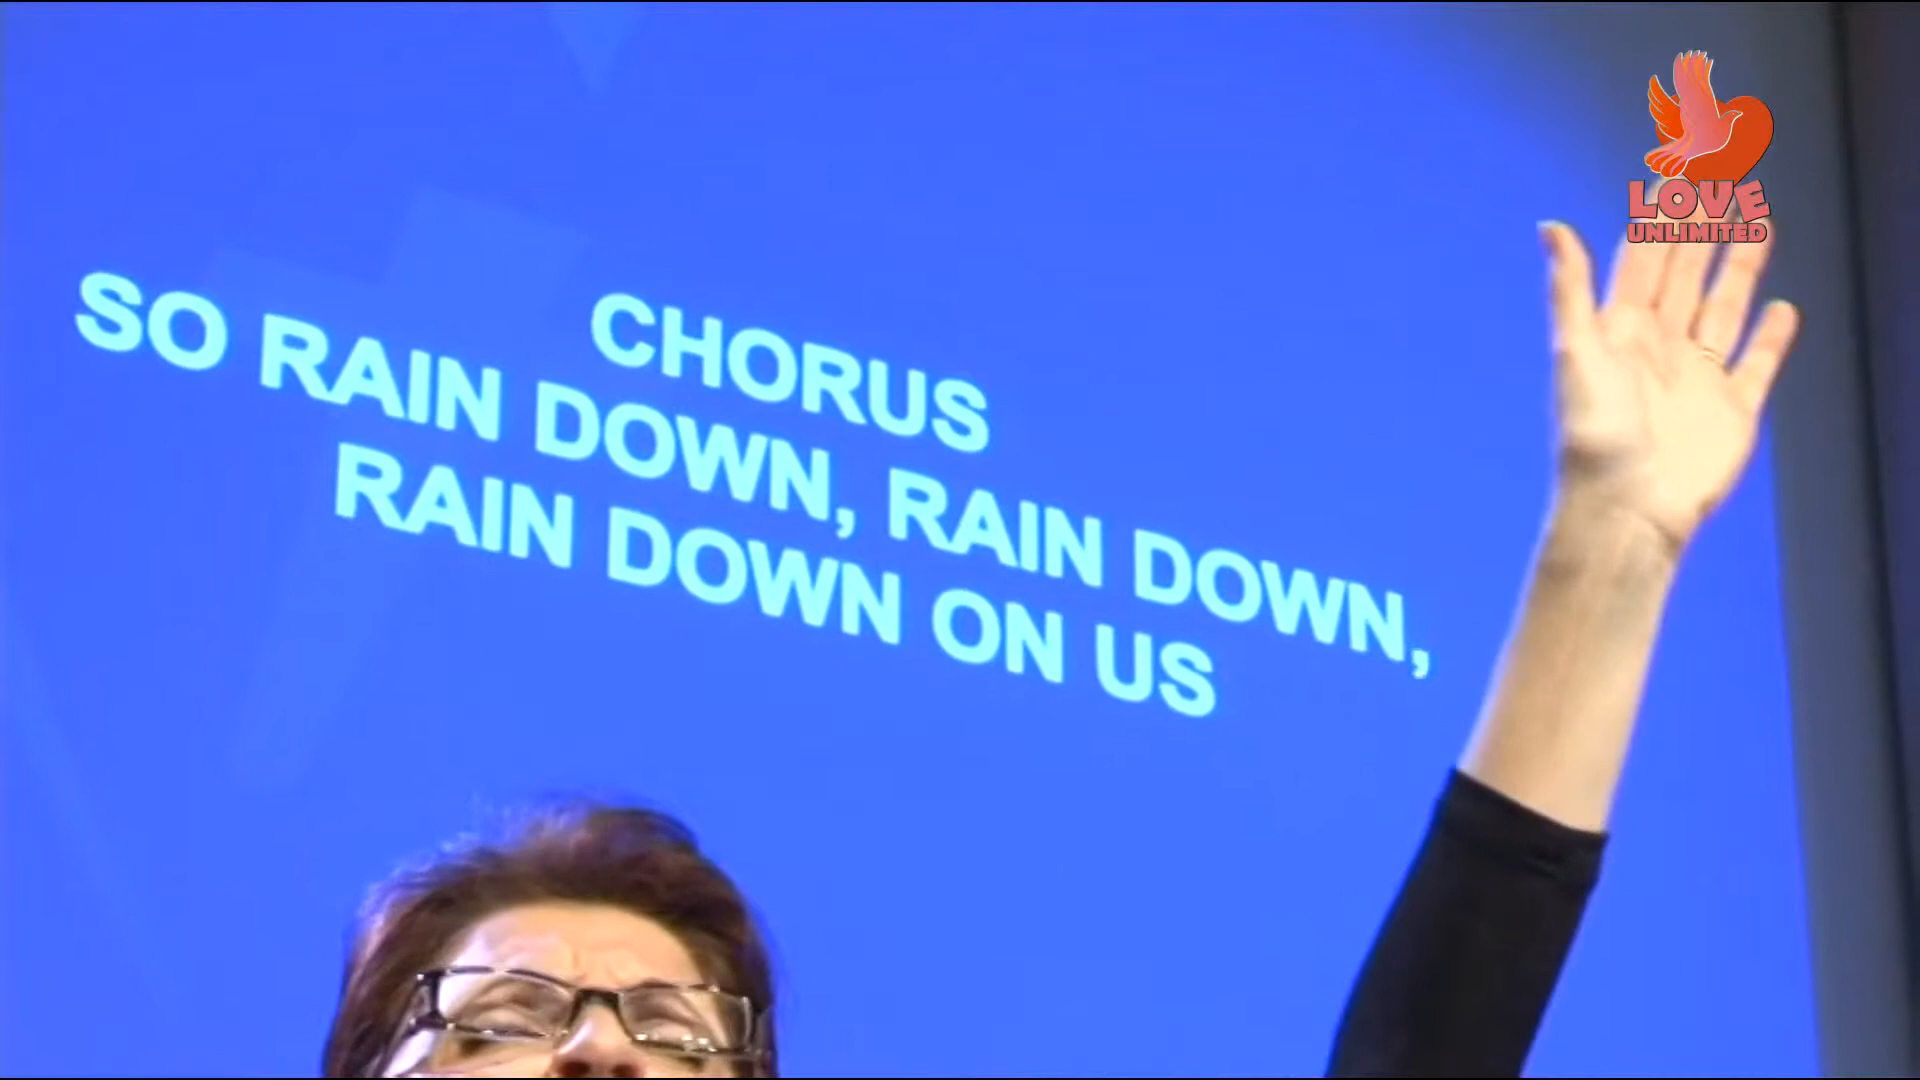 LOVE
UNLIMITED
CHORUS
SO RAIN DOWN, RAIN DOWN,
RAIN DOWN ON US